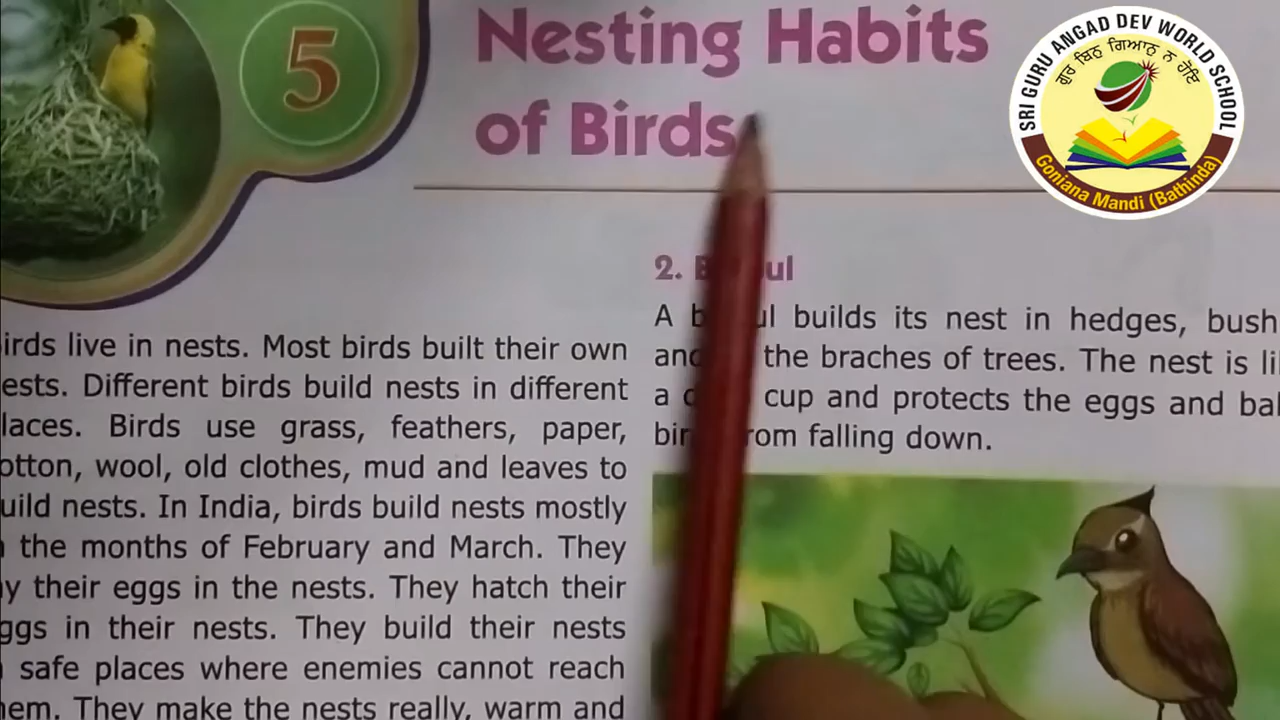 5
Nesting Habits
of Birds
SRI GURU ANGAD DEV WORLD SCHOOL
ਗੁਰ ਬਿਨ ਗਿਆਨੁ ਨ ਹੋਇ
Goniana Mandi (Bathinda)
irds live in nests. Most birds built their own
ests. Different birds build nests in different
laces. Birds use grass, feathers, paper,
otton, wool, old clothes, mud and leaves to
uild nests. In India, birds build nests mostly
the months of February and March. They
y their eggs in the nests. They hatch their
ggs in their nests. They build their nests
safe places where enemies cannot reach
hem. They make the nests really, warm and
2. B ul
A b ul builds its nest in hedges, bush
and the braches of trees. The nest is li
a cup and protects the eggs and ba
bir rom falling down.